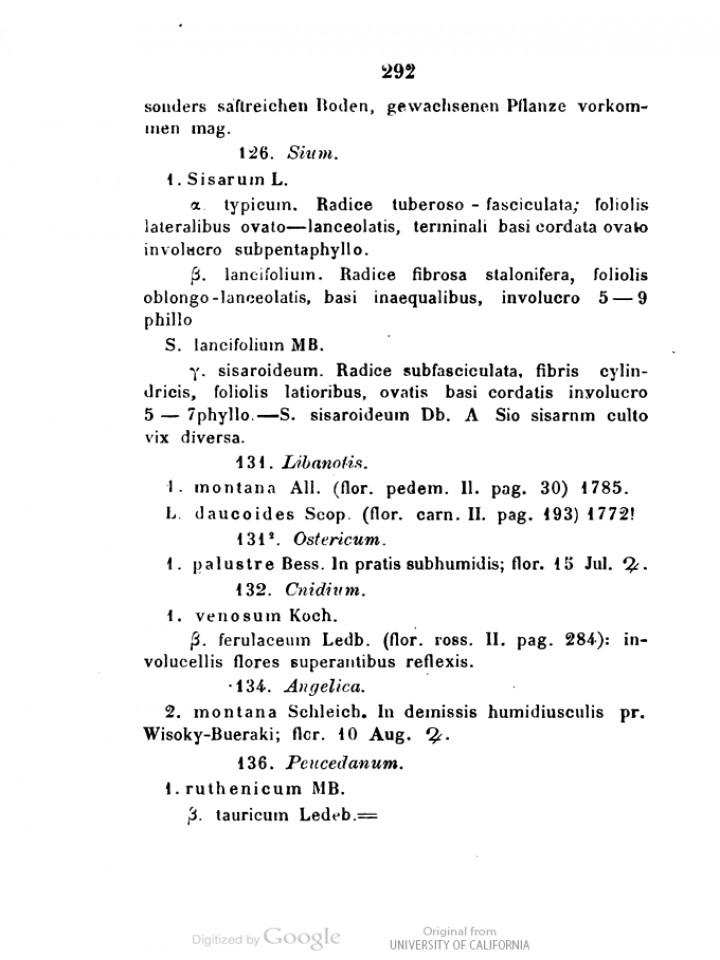 292
sonders saftreichen Boden, gewachsenen Pflanze vorkom-
men mag.
126. Sium.
1. Sisarum L.
α. typicum. Radice tuberoso - fasciculata; foliolis
lateralibus ovato—lanceolatis, terminali basi cordata ovato
involucro subpentaphyllo.
β. lancifolium. Radice fibrosa stalonifera, foliolis
oblongo-lanceolatis, basi inaequalibus, involucro 5 — 9
phillo
S. lancifolium MB.
γ. sisaroideum. Radice subfasciculata, fibris cylin-
dricis, foliolis latioribus, ovatis basi cordatis involucro
5 — 7phyllo.—S. sisaroideum Db. A Sio sisarnm culto
vix diversa.
131. Libanotis.
1. montana All. (flor. pedem. II. pag. 30) 1785.
L. daucoides Scop. (flor. carn. II. pag. 193) 1772!
131². Ostericum.
1. palustre Bess. In pratis subhumidis; flor. 15 Jul. ♃.
132. Cnidium.
1. venosum Koch.
β. ferulaceum Ledb. (flor. ross. II. pag. 284): in-
volucellis flores superantibus reflexis.
134. Angelica.
2. montana Schleich. In demissis humidiusculis pr.
Wisoky-Bueraki; flor. 10 Aug. ♃.
136. Peucedanum.
1. ruthenicum MB.
β. tauricum Ledeb.=
Digitized by Google
Original from
UNIVERSITY OF CALIFORNIA